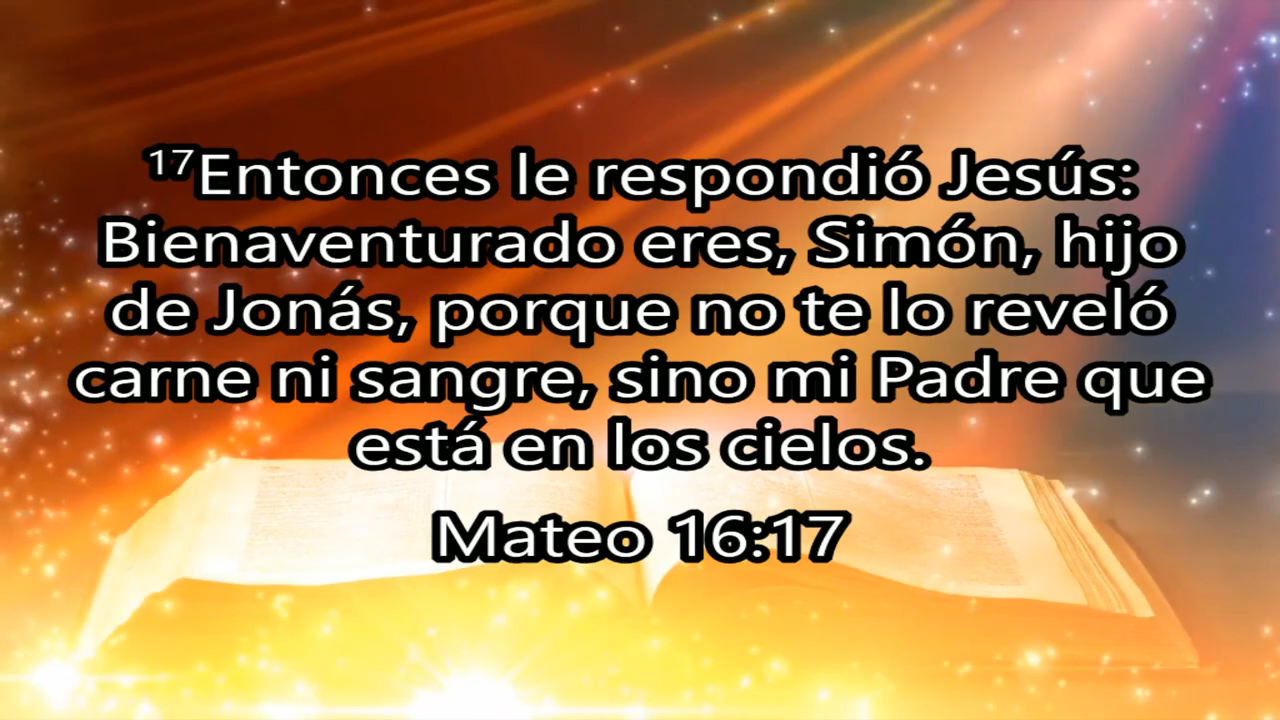 ¹⁷Entonces le respondió Jesús:
Bienaventurado eres, Simón, hijo
de Jonás, porque no te lo reveló
carne ni sangre, sino mi Padre que
está en los cielos.
Mateo 16:17